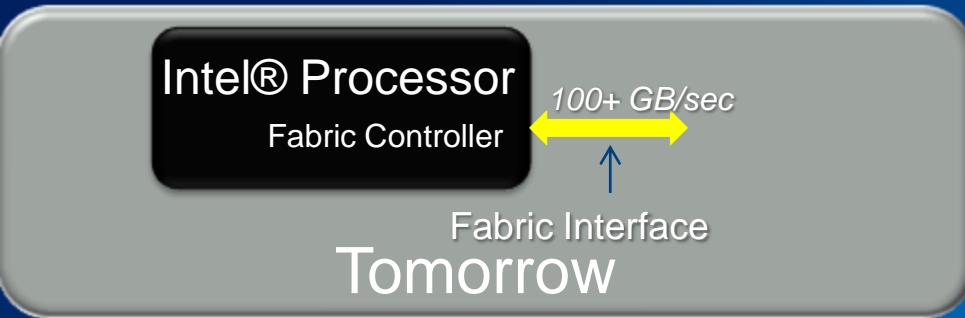 Intel® Processor
100+ GB/sec
Fabric Controller
Fabric Interface
Tomorrow